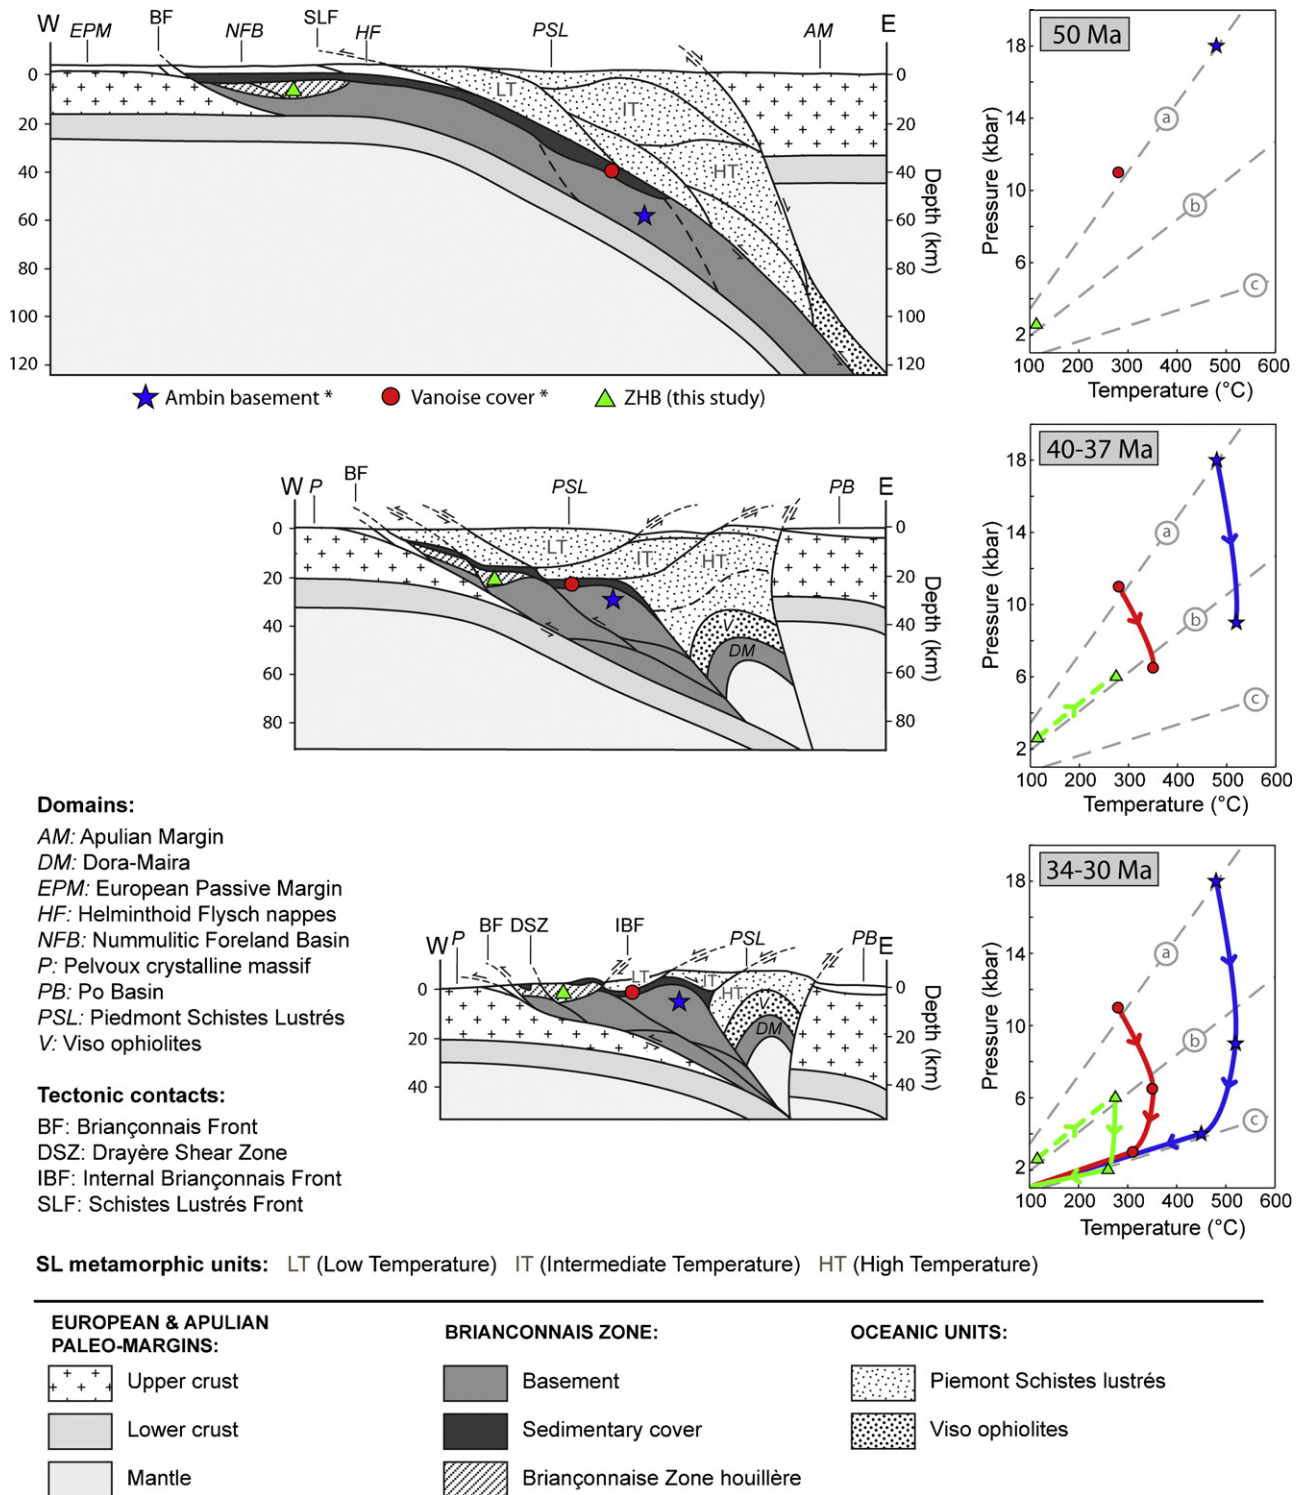 W EPM BF NFB SLF HF PSL AM E
0 0
20 20
40 40
60 60
80 80
100 100
120 120
Depth (km)
LT IT HT
Ambin basement * Vanoise cover * ZHB (this study)
50 Ma
18
14
10
6
2
Pressure (kbar)
a
b
c
100 200 300 400 500 600
Temperature (°C)
W P BF PSL PB E
0 0
20 20
40 40
60 60
80 80
Depth (km)
LT IT HT
V
DM
40-37 Ma
18
14
10
6
2
Pressure (kbar)
a
b
c
100 200 300 400 500 600
Temperature (°C)
Domains:
AM: Apulian Margin
DM: Dora-Maira
EPM: European Passive Margin
HF: Helminthoid Flysch nappes
NFB: Nummulitic Foreland Basin
P: Pelvoux crystalline massif
PB: Po Basin
PSL: Piedmont Schistes Lustrés
V: Viso ophiolites
Tectonic contacts:
BF: Briançonnais Front
DSZ: Drayère Shear Zone
IBF: Internal Briançonnais Front
SLF: Schistes Lustrés Front
W P BF DSZ IBF PSL PB E
0 0
20 20
40 40
Depth (km)
LT IT HT
V
DM
34-30 Ma
18
14
10
6
2
Pressure (kbar)
a
b
c
100 200 300 400 500 600
Temperature (°C)
SL metamorphic units: LT (Low Temperature) IT (Intermediate Temperature) HT (High Temperature)
EUROPEAN & APULIAN
PALEO-MARGINS:
Upper crust
Lower crust
Mantle
BRIANCONNAIS ZONE:
Basement
Sedimentary cover
Briançonnaise Zone houillère
OCEANIC UNITS:
Piemont Schistes lustrés
Viso ophiolites